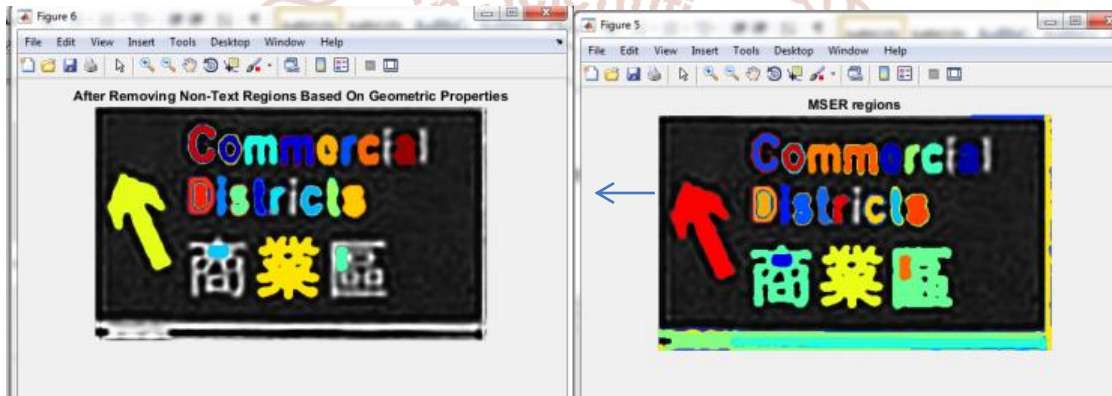 Figure 6
File Edit View Insert Tools Desktop Window Help
After Removing Non-Text Regions Based On Geometric Properties
Commercial
Districts
商業區
Figure 5
File Edit View Insert Tools Desktop Window Help
MSER regions
Commercial
Districts
商業區